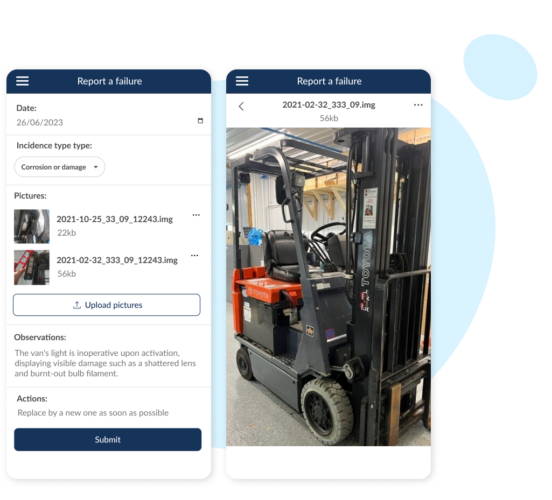 Report a failure
Date:
26/06/2023
Incidence type type:
Corrosion or damage
Pictures:
2021-10-25_33_09_12243.img
22kb
2021-02-32_333_09_12243.img
56kb
Upload pictures
Observations:
The van's light is inoperative upon activation,
displaying visible damage such as a shattered lens
and burnt-out bulb filament.
Actions:
Replace by a new one as soon as possible
Submit
Report a failure
2021-02-32_333_09.img
56kb
TOYOTA
TOYOTA